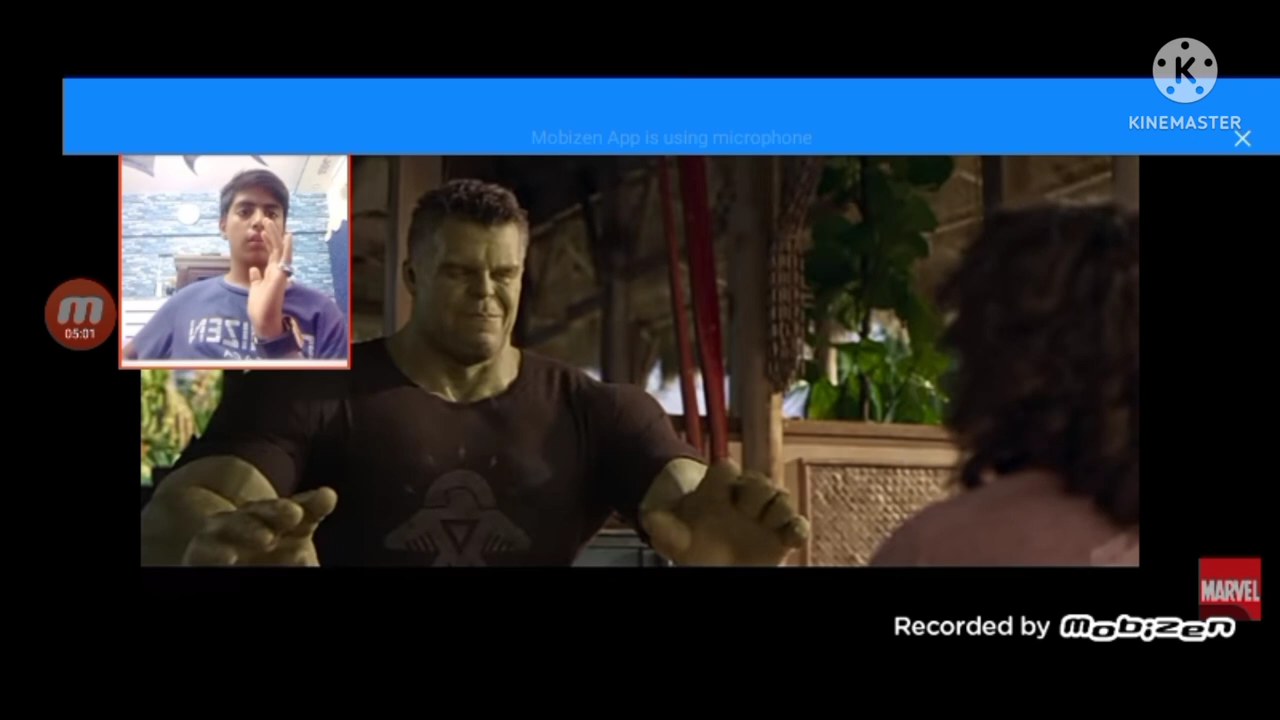 KINEMASTER
Mobizen App is using microphone
05:01
MARVEL
Recorded by mobizen